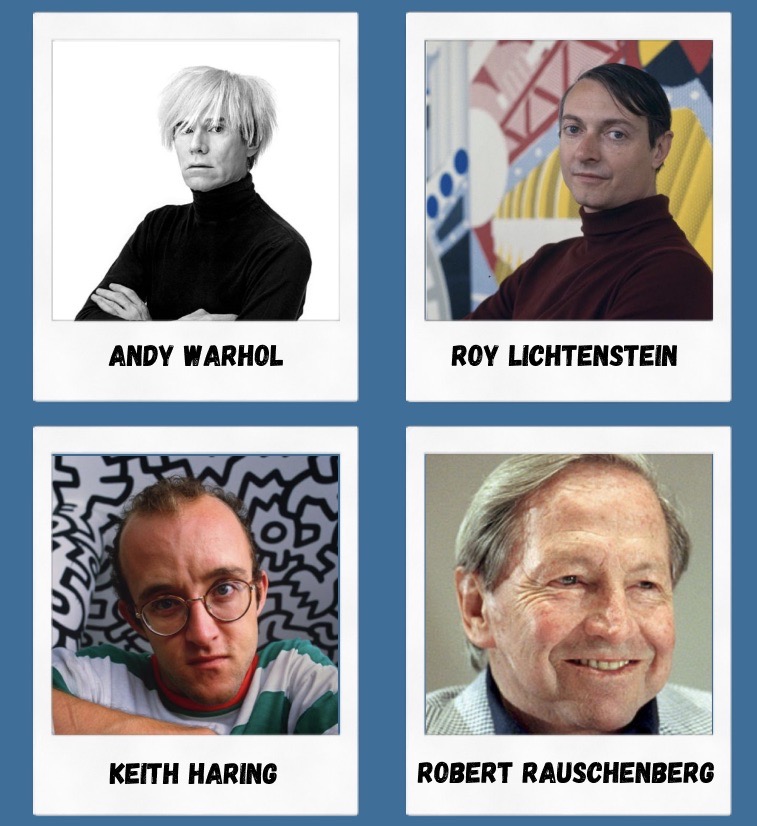 ANDY WARHOL
ROY LICHTENSTEIN
KEITH HARING
ROBERT RAUSCHENBERG